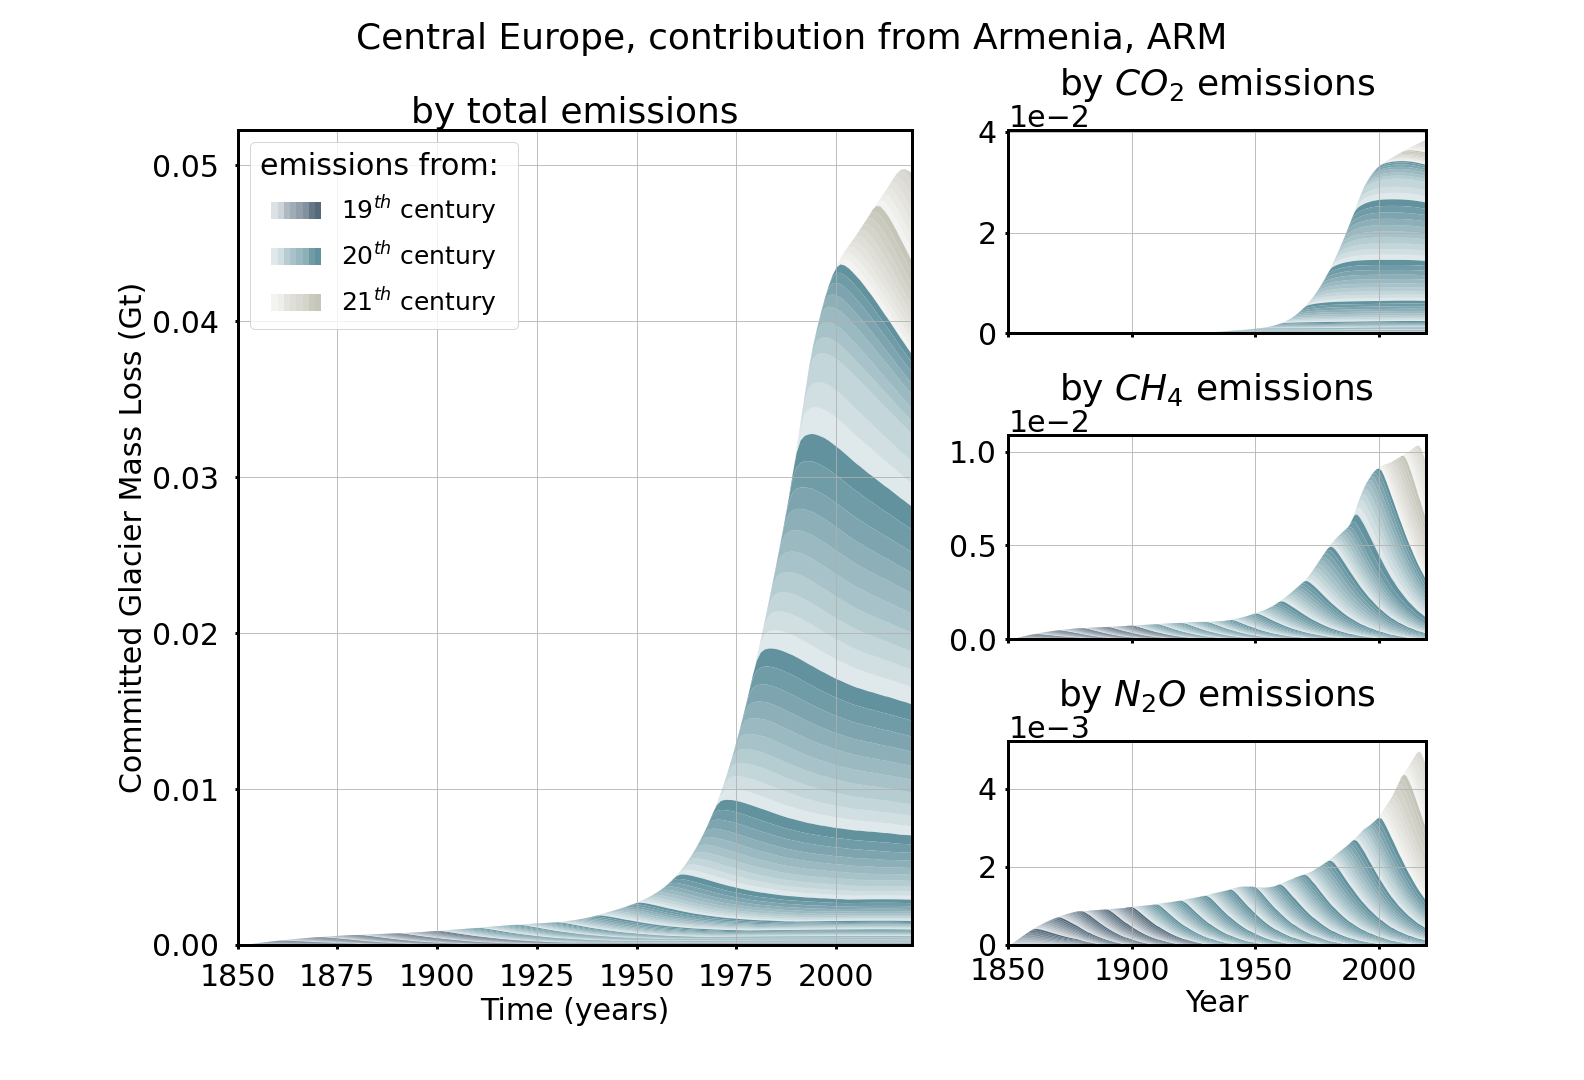 Central Europe, contribution from Armenia, ARM
by total emissions
Committed Glacier Mass Loss (Gt)
0.05
0.04
0.03
0.02
0.01
0.00
emissions from:
19th century
20th century
21th century
1850 1875 1900 1925 1950 1975 2000
Time (years)
by CO₂ emissions
1e−2
4
2
0
by CH₄ emissions
1e−2
1.0
0.5
0.0
by N₂O emissions
1e−3
4
2
0
1850 1900 1950 2000
Year